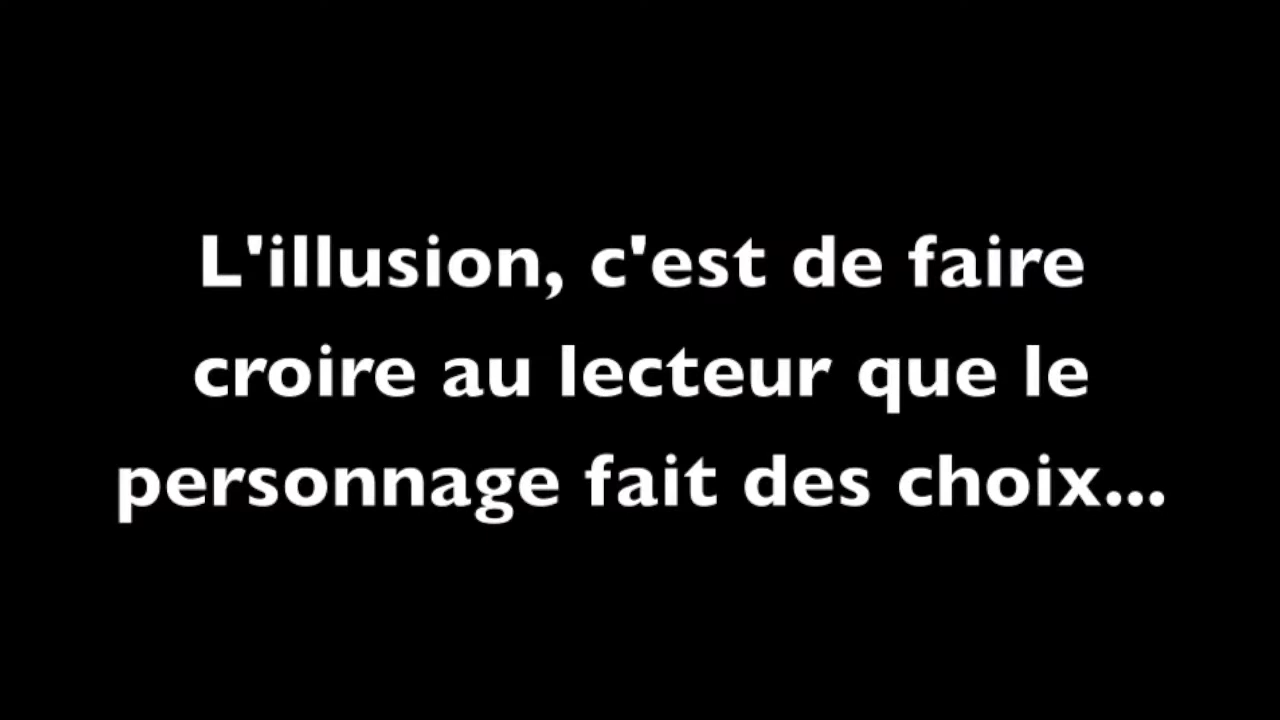 L'illusion, c'est de faire
croire au lecteur que le
personnage fait des choix...